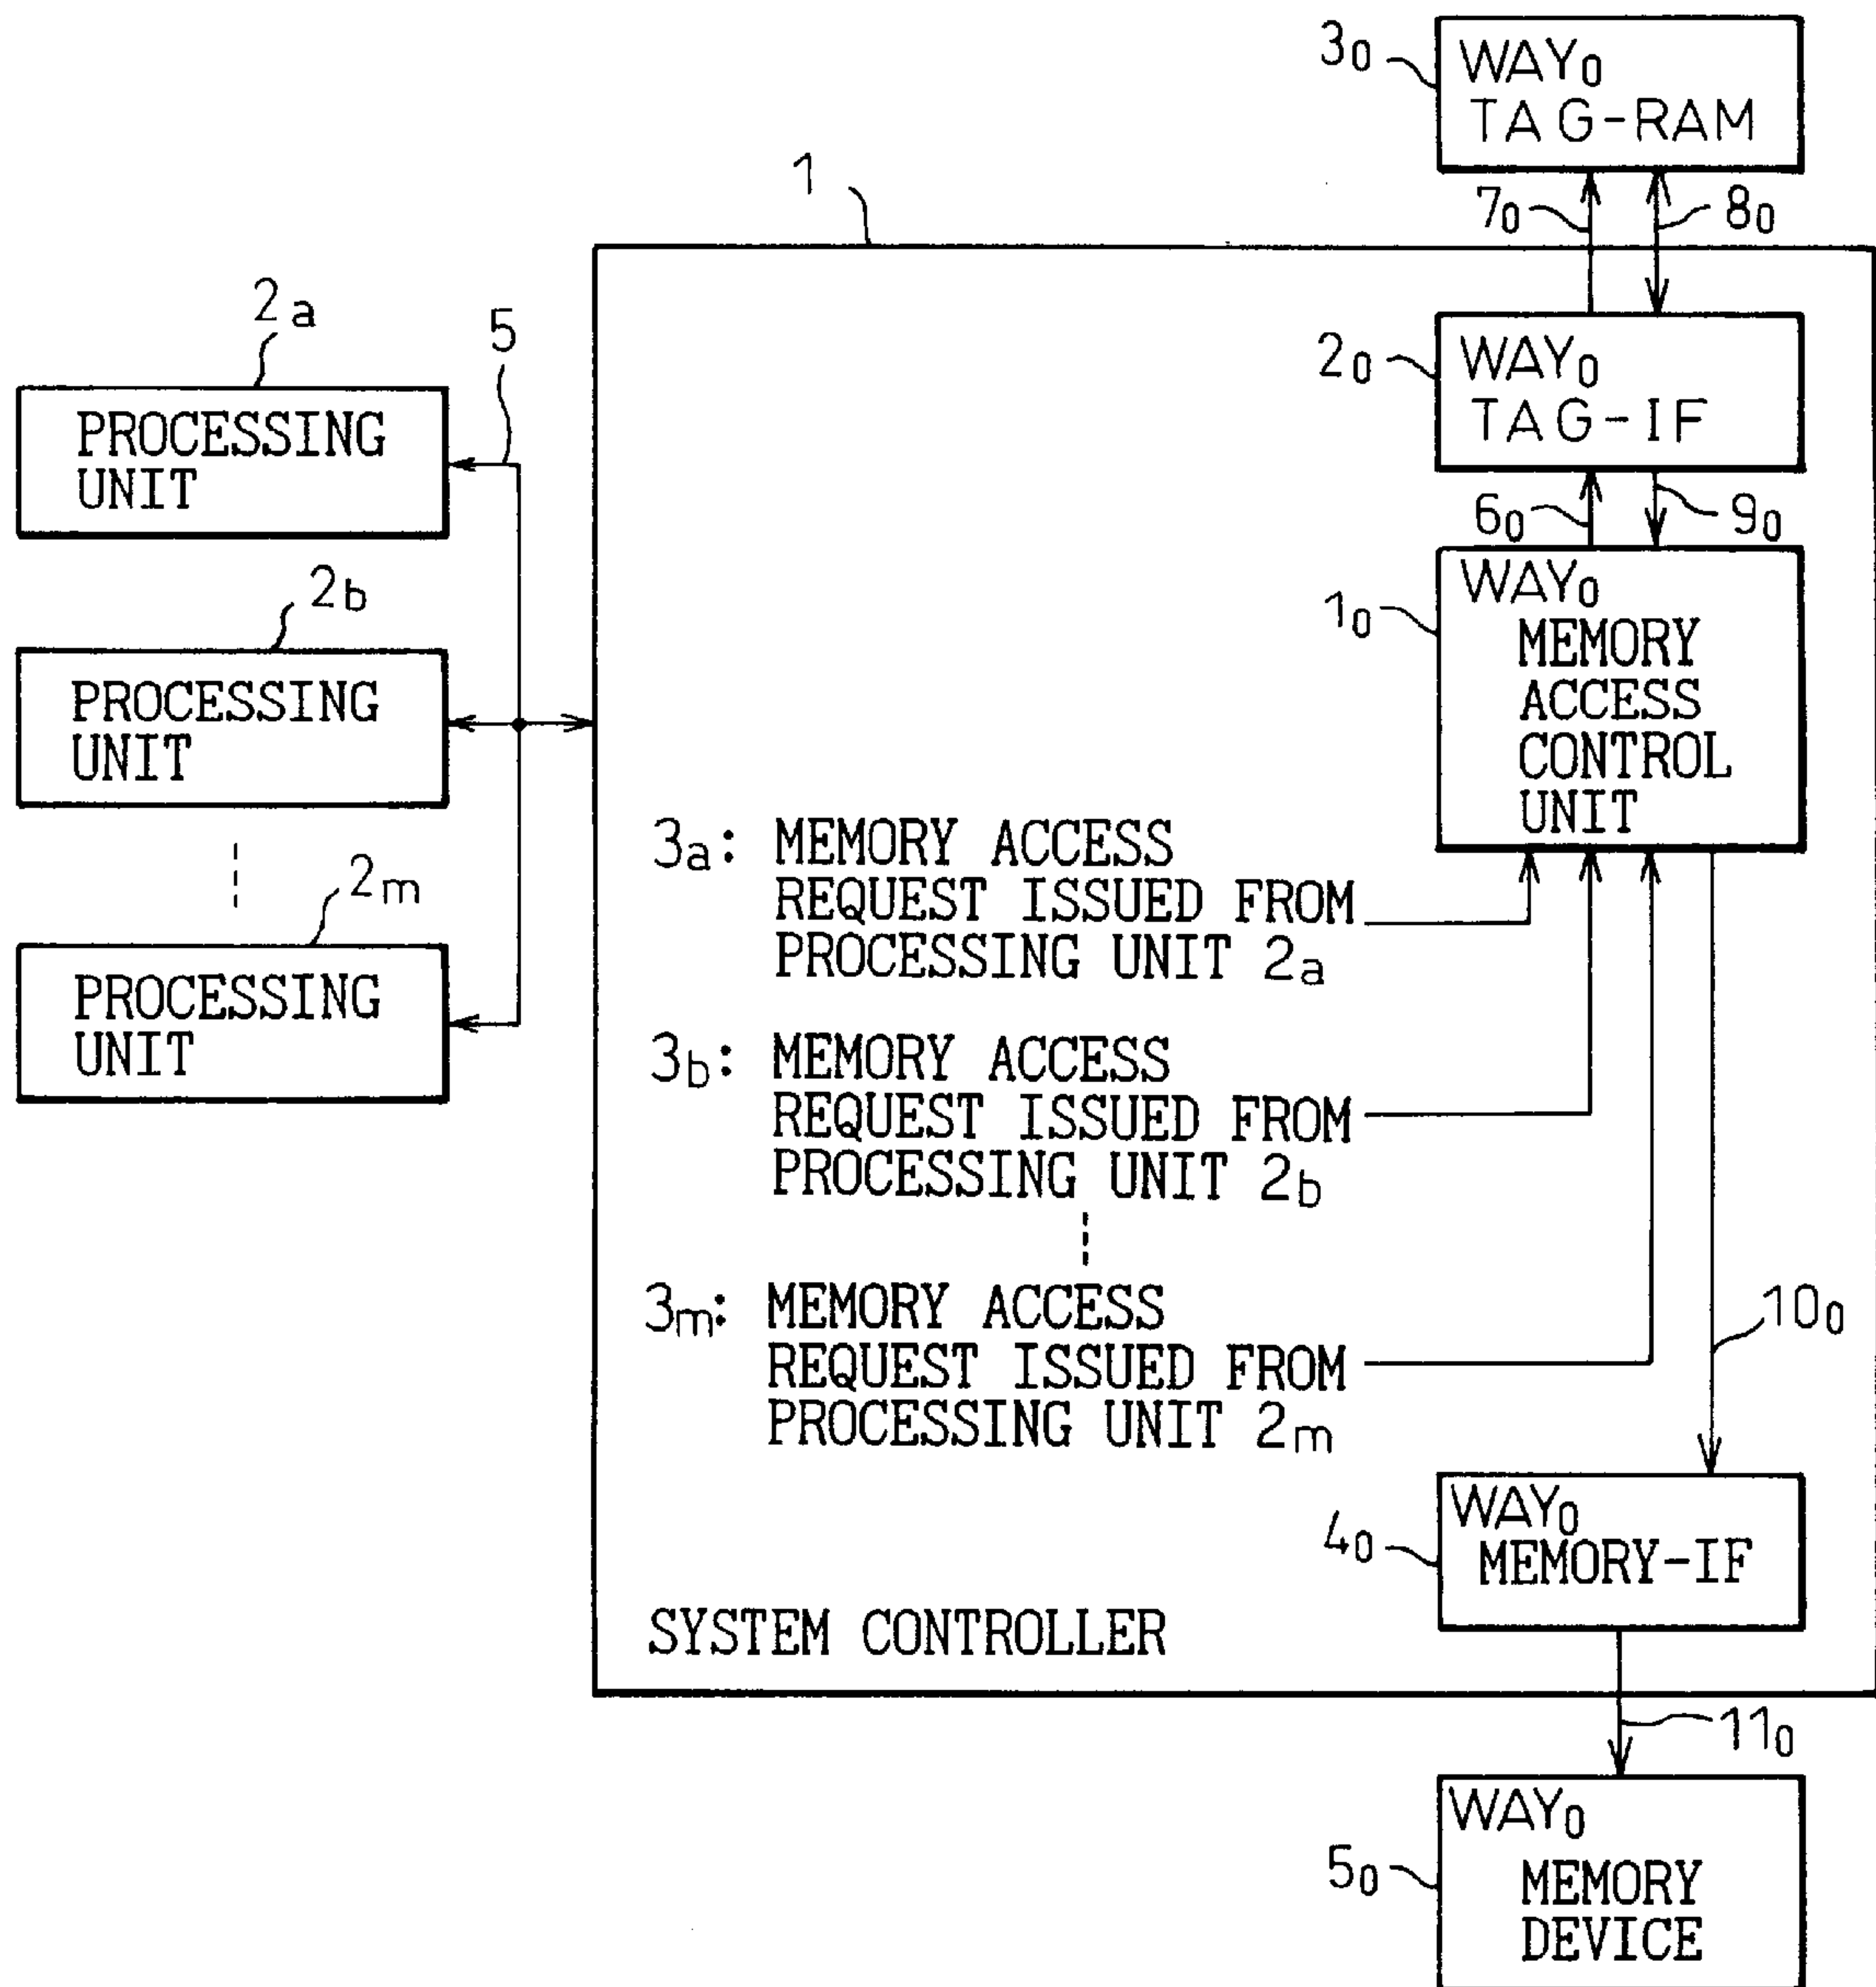 3₀
WAY₀
TAG-RAM
1
7₀
8₀
2a
5
PROCESSING
UNIT
2₀
WAY₀
TAG-IF
6₀
9₀
2b
PROCESSING
UNIT
1₀
WAY₀
MEMORY
ACCESS
CONTROL
UNIT
2m
PROCESSING
UNIT
3a: MEMORY ACCESS
REQUEST ISSUED FROM
PROCESSING UNIT 2a
3b: MEMORY ACCESS
REQUEST ISSUED FROM
PROCESSING UNIT 2b
3m: MEMORY ACCESS
REQUEST ISSUED FROM
PROCESSING UNIT 2m
10₀
4₀
WAY₀
MEMORY-IF
SYSTEM CONTROLLER
11₀
5₀
WAY₀
MEMORY
DEVICE